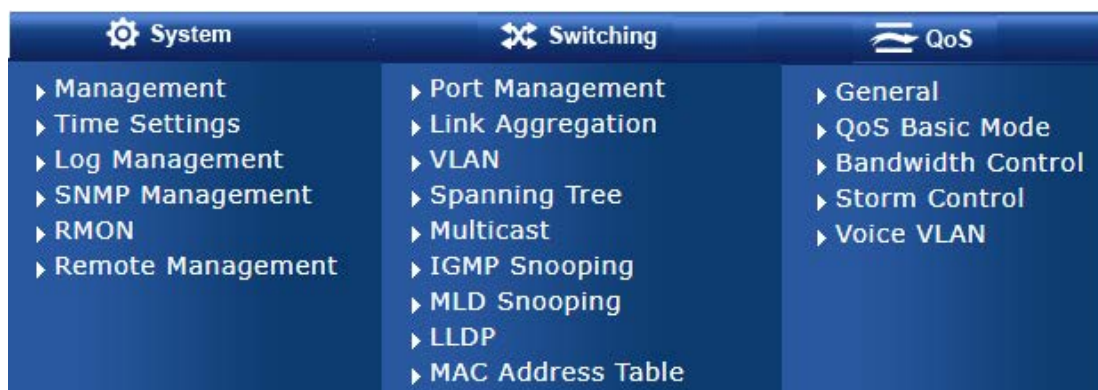 System
Management
Time Settings
Log Management
SNMP Management
RMON
Remote Management
Switching
Port Management
Link Aggregation
VLAN
Spanning Tree
Multicast
IGMP Snooping
MLD Snooping
LLDP
MAC Address Table
QoS
General
QoS Basic Mode
Bandwidth Control
Storm Control
Voice VLAN